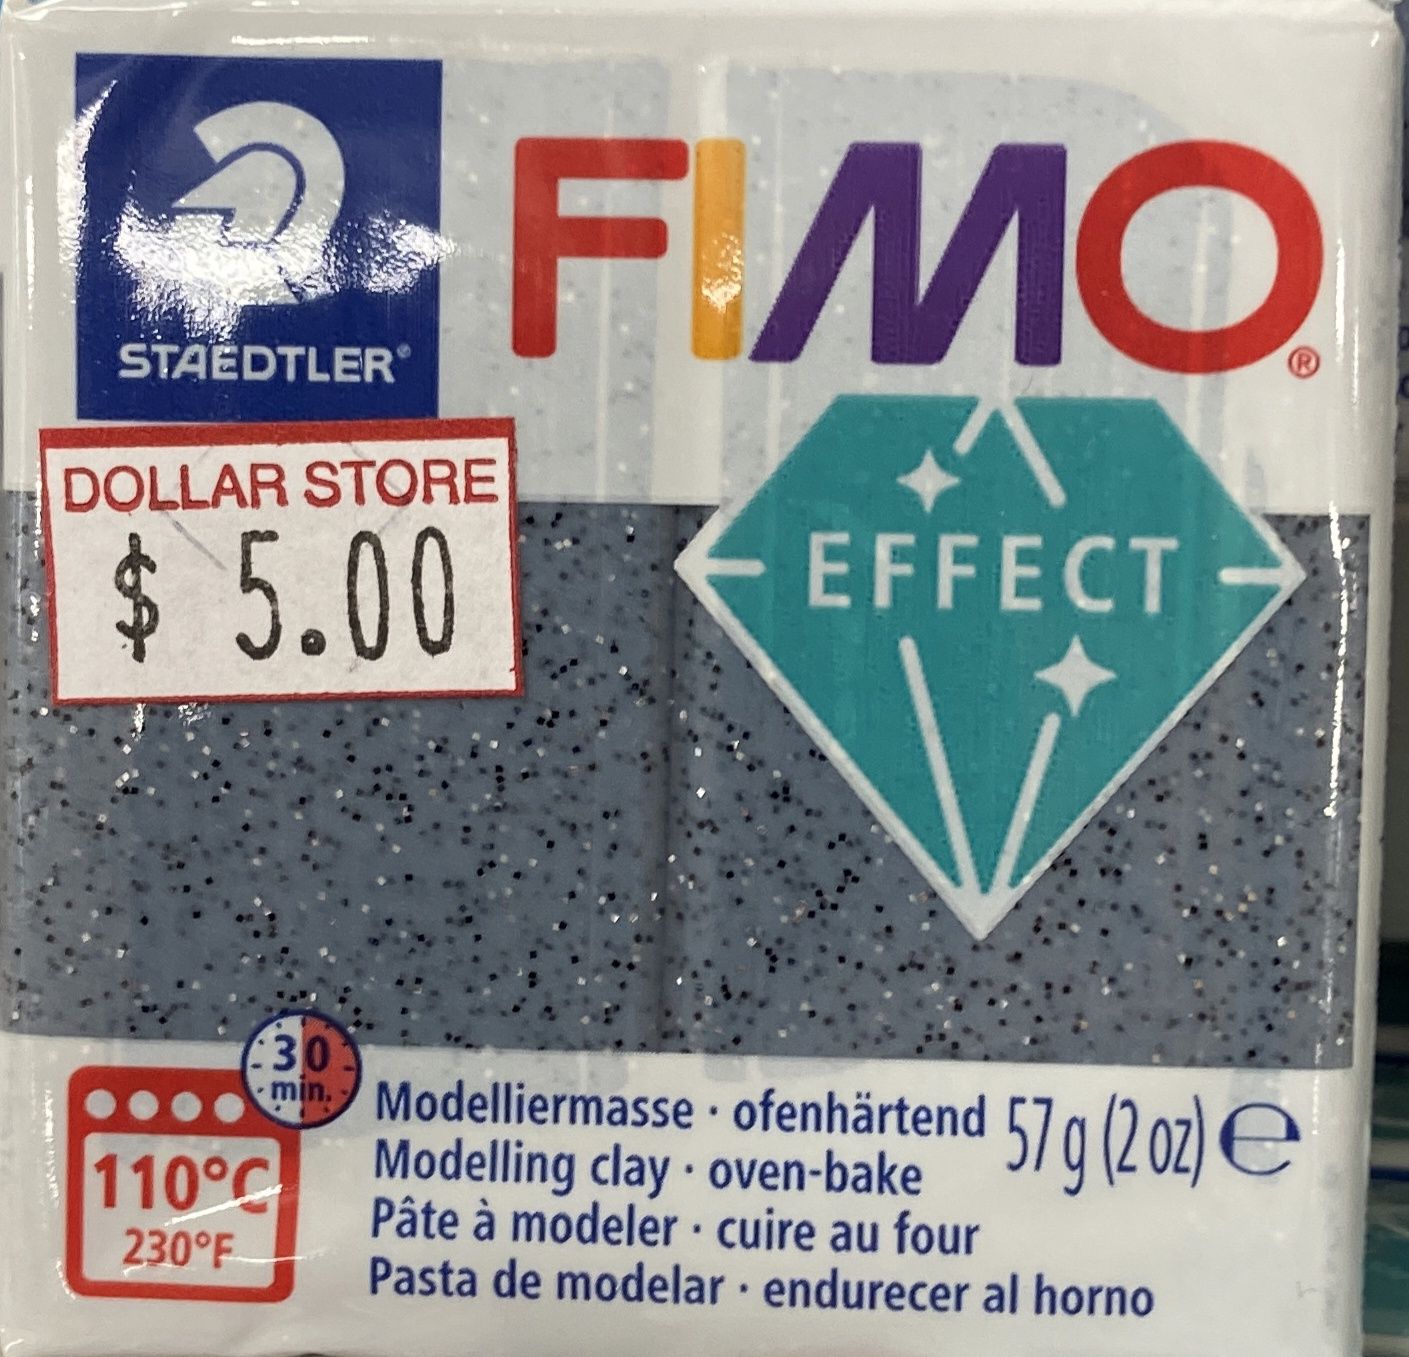 STAEDTLER®
FIMO®
DOLLAR STORE
$ 5.00
EFFECT
30
min.
110°C
230°F
Modelliermasse · ofenhärtend
Modelling clay · oven-bake
Pâte à modeler · cuire au four
Pasta de modelar · endurecer al horno
57 g (2 oz) ℮